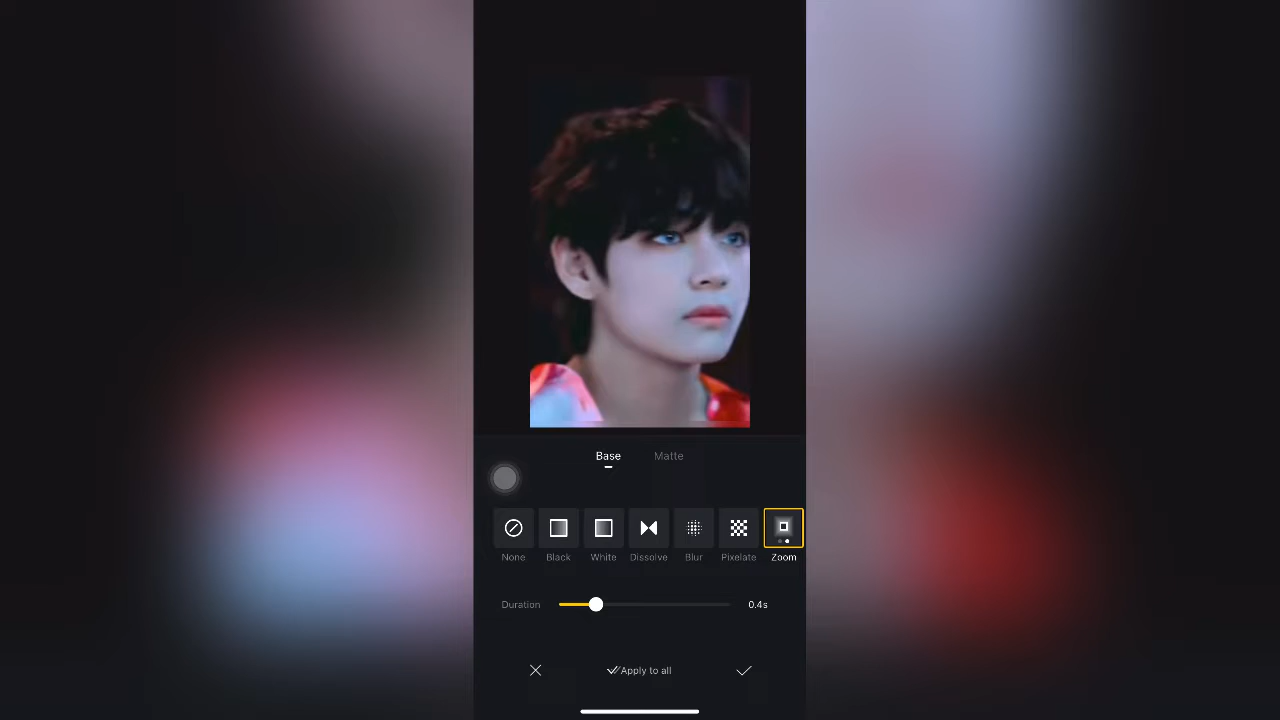 Base Matte
None Black White Dissolve Blur Pixelate Zoom
Duration 0.4s
Apply to all